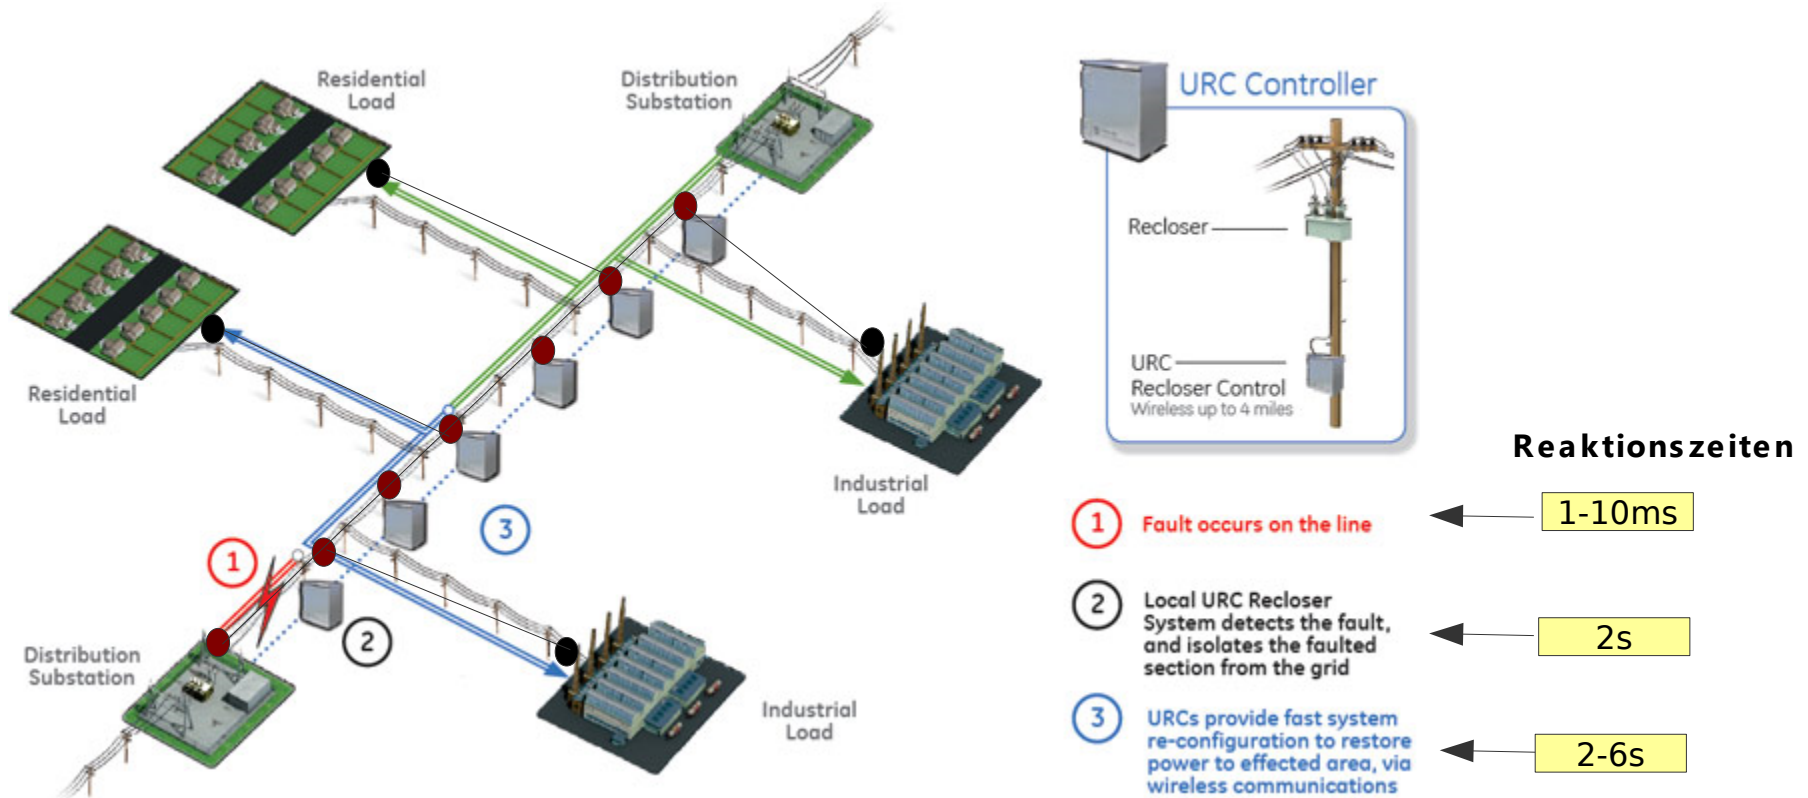 Residential
Load
Distribution
Substation
URC Controller
Recloser
URC
Recloser Control
Wireless up to 4 miles
Residential
Load
Industrial
Load
Reaktionszeiten
1
Fault occurs on the line
1-10ms
3
1
2
2
Local URC Recloser
System detects the fault,
and isolates the faulted
section from the grid
2s
Distribution
Substation
Industrial
Load
3
URCs provide fast system
re-configuration to restore
power to effected area, via
wireless communications
2-6s